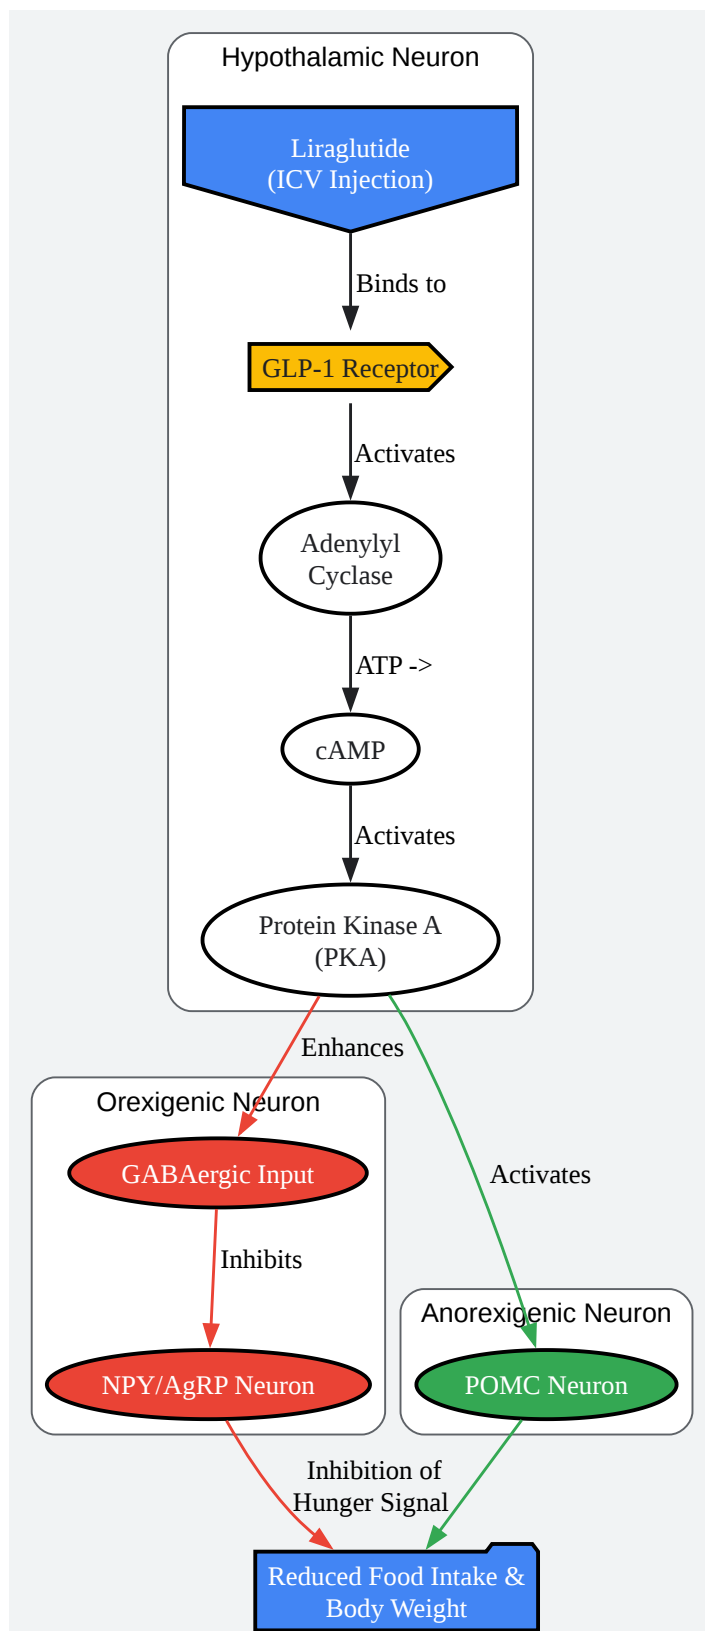 Hypothalamic Neuron
Liraglutide
(ICV Injection)
Binds to
GLP-1 Receptor
Activates
Adenylyl
Cyclase
ATP ->
cAMP
Activates
Protein Kinase A
(PKA)
Enhances
Orexigenic Neuron
GABAergic Input
Activates
Inhibits
Anorexigenic Neuron
NPY/AgRP Neuron
POMC Neuron
Inhibition of
Hunger Signal
Reduced Food Intake &
Body Weight